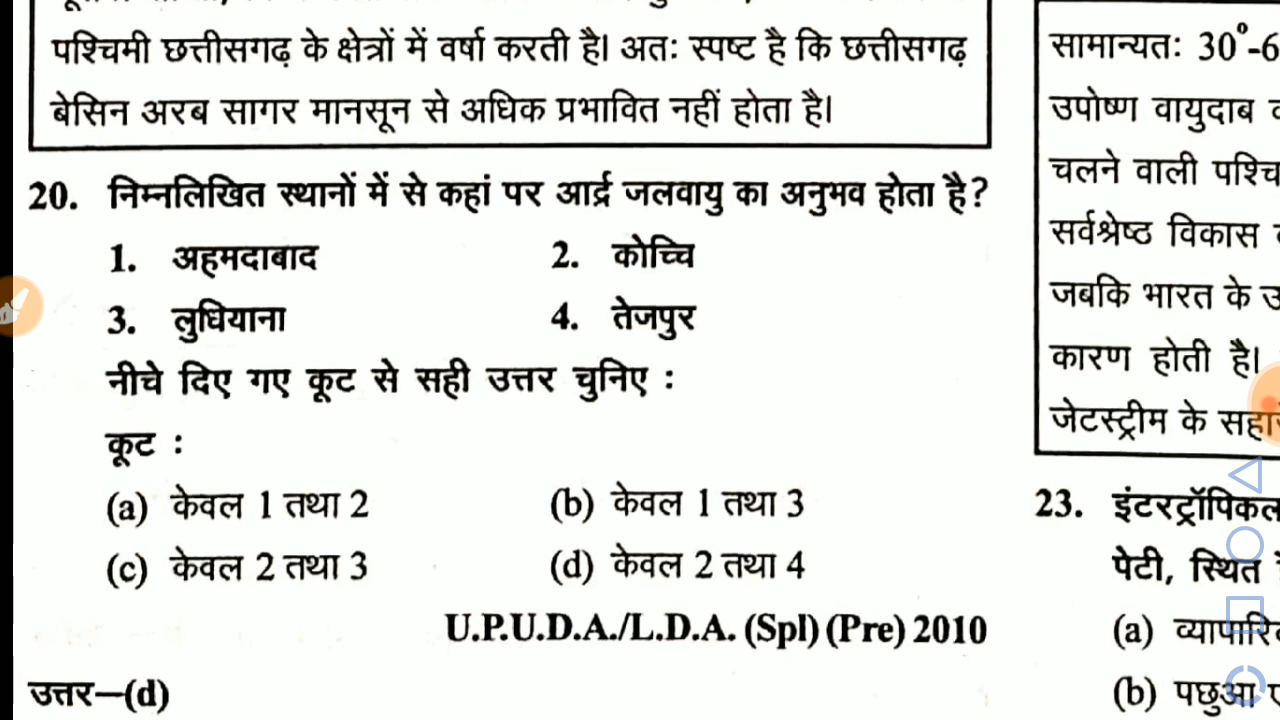 पश्चिमी छत्तीसगढ़ के क्षेत्रों में वर्षा करती है। अतः स्पष्ट है कि छत्तीसगढ़
बेसिन अरब सागर मानसून से अधिक प्रभावित नहीं होता है।
20. निम्नलिखित स्थानों में से कहां पर आर्द्र जलवायु का अनुभव होता है?
1. अहमदाबाद 2. कोच्चि
3. लुधियाना 4. तेजपुर
नीचे दिए गए कूट से सही उत्तर चुनिए :
कूट :
(a) केवल 1 तथा 2 (b) केवल 1 तथा 3
(c) केवल 2 तथा 3 (d) केवल 2 तथा 4
U.P.U.D.A./L.D.A. (Spl) (Pre) 2010
उत्तर–(d)
सामान्यतः 30°-6
उपोष्ण वायुदाब
चलने वाली
सर्वश्रेष्ठ विकास
जबकि भारत के
कारण होती है।
जेटस्ट्रीम के
23.
पेटी, स्थित
(a)
(b) पछुआ